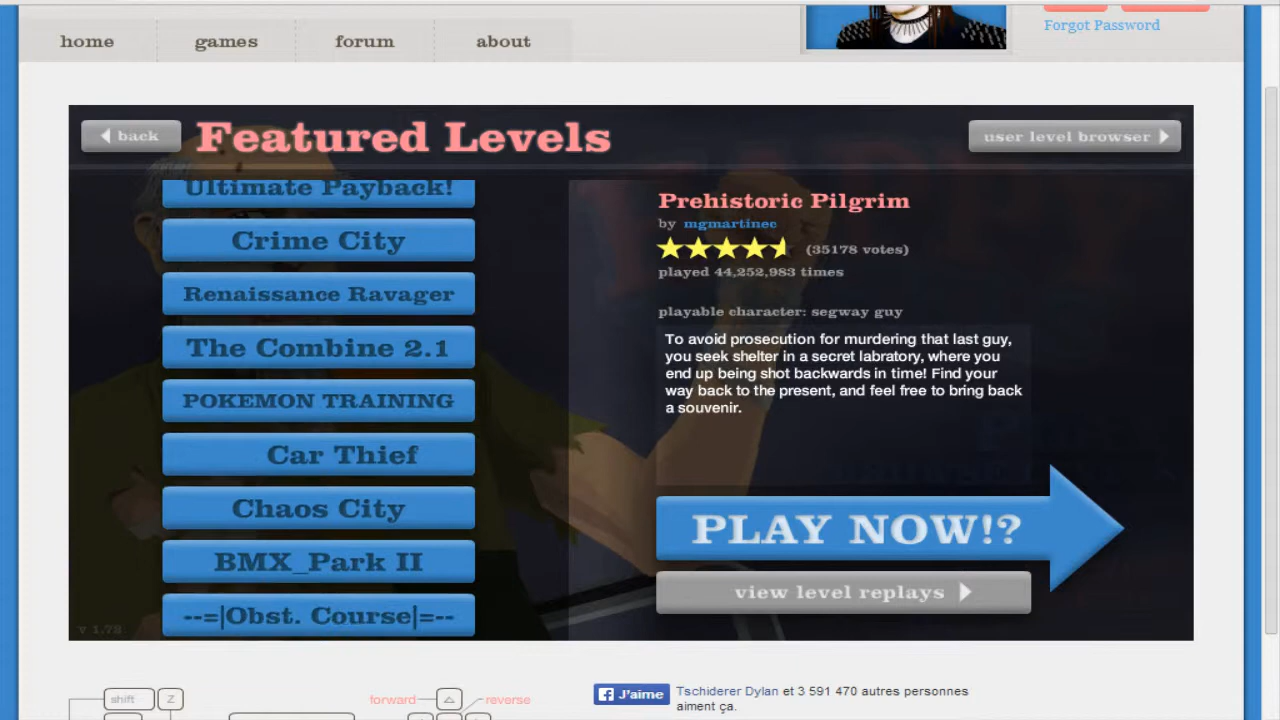 Forgot Password
home games forum about
back Featured Levels user level browser
Ultimate Payback!
Crime City
Renaissance Ravager
The Combine 2.1
POKEMON TRAINING
Car Thief
Chaos City
BMX_Park II
--=|Obst. Course|=--
v 1.78
Prehistoric Pilgrim
by mgmartinec
(35178 votes)
played 44,252,983 times
playable character: segway guy
To avoid prosecution for murdering that last guy,
you seek shelter in a secret labratory, where you
end up being shot backwards in time! Find your
way back to the present, and feel free to bring back
a souvenir.
PLAY NOW!?
view level replays
shift Z
forward reverse
J'aime
Tschiderer Dylan et 3 591 470 autres personnes
aiment ça.